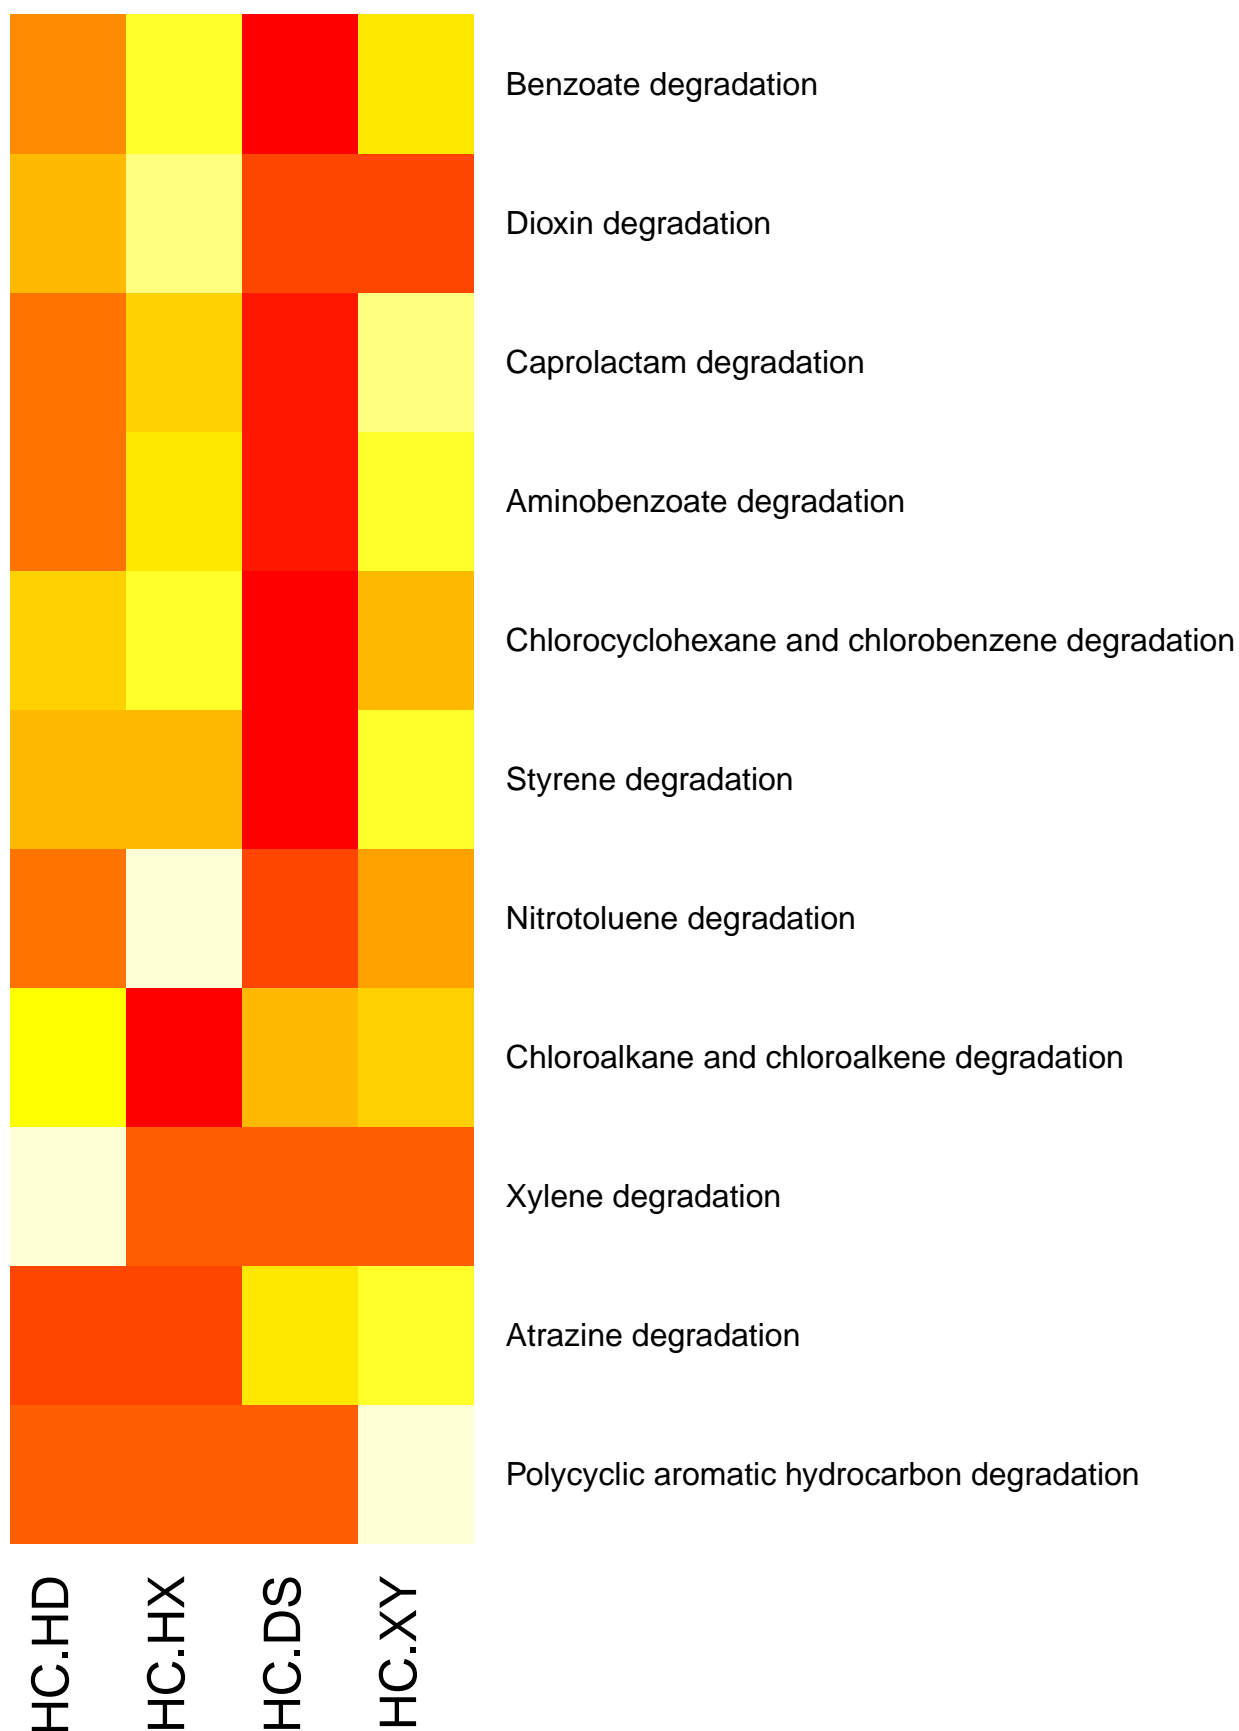 Benzoate degradation
Dioxin degradation
Caprolactam degradation
Aminobenzoate degradation
Chlorocyclohexane and chlorobenzene degradation
Styrene degradation
Nitrotoluene degradation
Chloroalkane and chloroalkene degradation
Xylene degradation
Atrazine degradation
Polycyclic aromatic hydrocarbon degradation
HC.HD
HC.HX
HC.DS
HC.XY